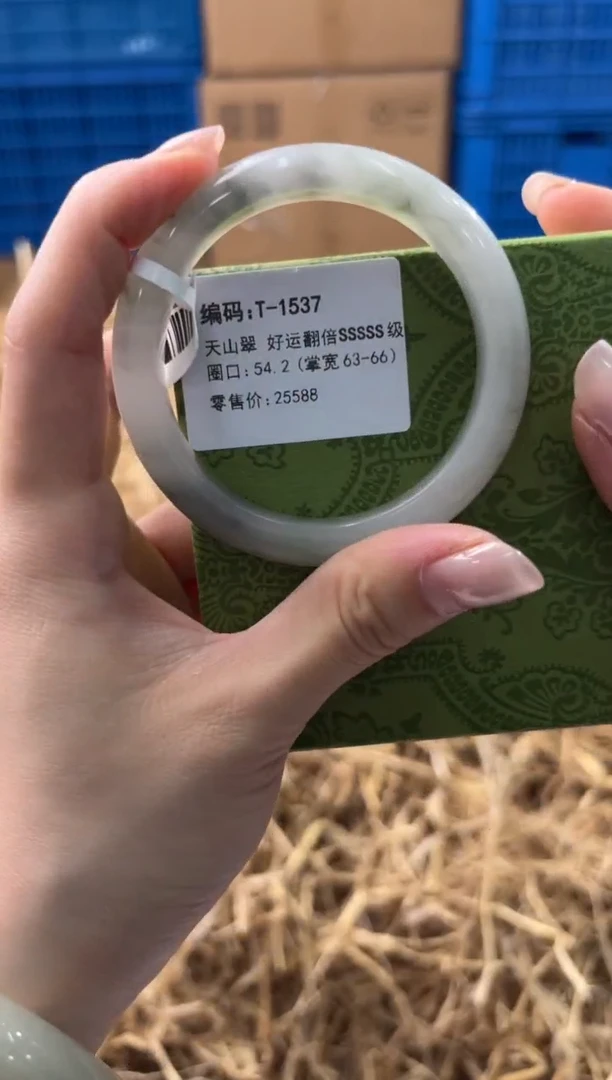 编码:T-1537
天山翠 好运翻倍SSSSS级
圈口:54.2(掌宽63-66)
零售价:25588